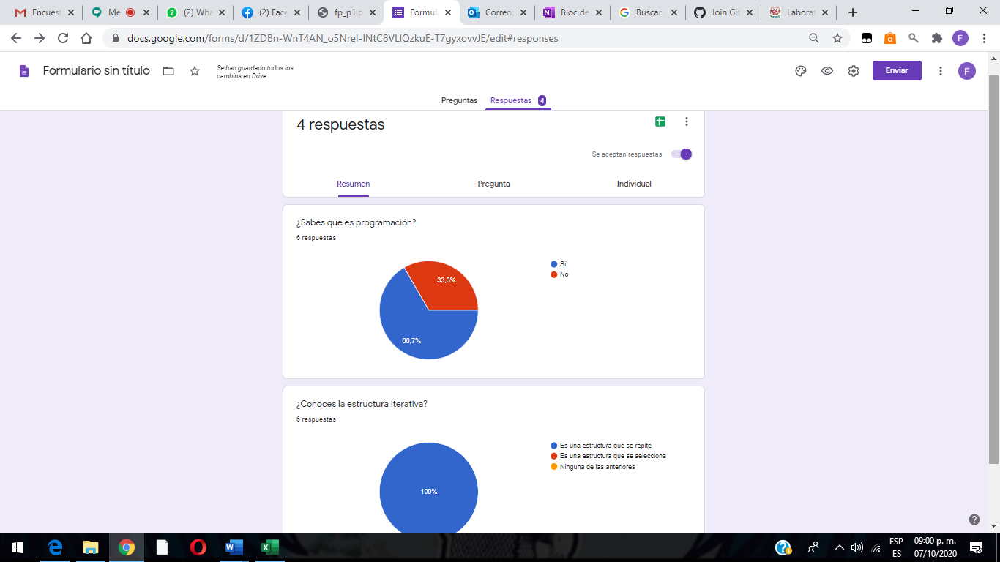 Encuest
Me
(2) Wha
(2) Face
fp_p1.p
Formula
Correo:
Bloc de
Buscar
Join Git
Laborat
docs.google.com/forms/d/1ZDBn-WnT4AN_o5NreI-INtC8VLIQzkuE-T7gyxovvJE/edit#responses
F
Formulario sin título
Se han guardado todos los
cambios en Drive
Enviar
F
Preguntas
Respuestas 4
4 respuestas
Se aceptan respuestas
Resumen
Pregunta
Individual
¿Sabes que es programación?
6 respuestas
Sí
No
33,3%
66,7%
¿Conoces la estructura iterativa?
6 respuestas
Es una estructura que se repite
Es una estructura que se selecciona
Ninguna de las anteriores
100%
ESP
ES
09:00 p. m.
07/10/2020